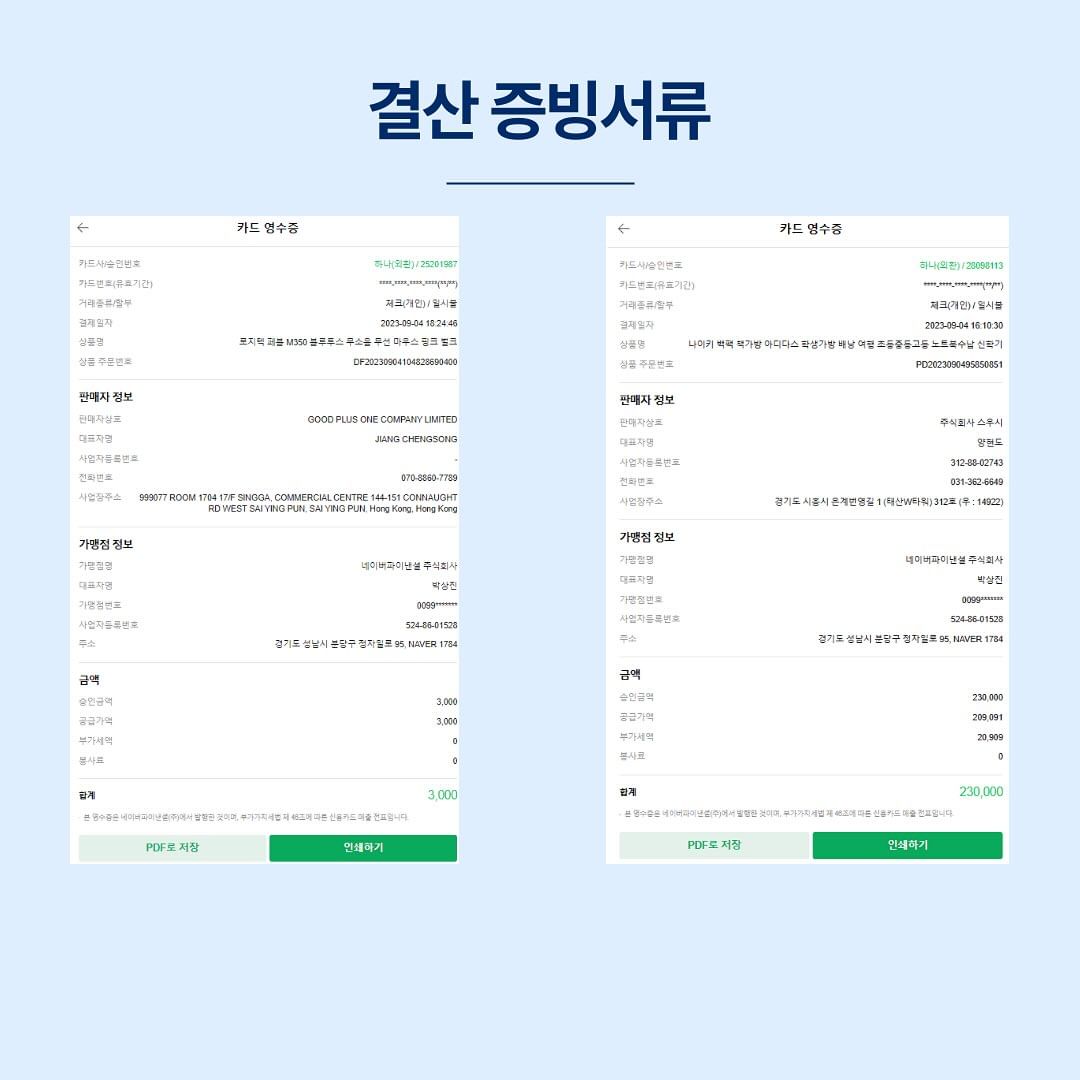 결산 증빙서류
카드 영수증
카드사/승인번호 하나(외환) / 25201987
카드번호(유효기간) ****-****-****-****(**/**)
거래종류/할부 체크(개인) / 일시불
결제일자 2023-09-04 18:24:46
상품명 로지텍 페블 M350 블루투스 무소음 무선 마우스 핑크 벌크
상품 주문번호 DF20230904104828690400
판매자 정보
판매자상호 GOOD PLUS ONE COMPANY LIMITED
대표자명 JIANG CHENGSONG
사업자등록번호 -
전화번호 070-8860-7789
사업장주소 999077 ROOM 1704 17/F SINGGA, COMMERCIAL CENTRE 144-151 CONNAUGHT
RD WEST SAI YING PUN, SAI YING PUN, Hong Kong, Hong Kong
가맹점 정보
가맹점명 네이버파이낸셜 주식회사
대표자명 박상진
가맹점번호 0099*******
사업자등록번호 524-86-01528
주소 경기도 성남시 분당구 정자일로 95, NAVER 1784
금액
승인금액 3,000
공급가액 3,000
부가세액 0
봉사료 0
합계 3,000
· 본 영수증은 네이버파이낸셜(주)에서 발행한 것이며, 부가가치세법 제 46조에 따른 신용카드 매출 전표입니다.
PDF로 저장 인쇄하기
카드 영수증
카드사/승인번호 하나(외환) / 28098113
카드번호(유효기간) ****-****-****-****(**/**)
거래종류/할부 체크(개인) / 일시불
결제일자 2023-09-04 16:10:30
상품명 나이키 백팩 책가방 아디다스 학생가방 배낭 여행 초등중등고등 노트북수납 신학기
상품 주문번호 PD2023090495850851
판매자 정보
판매자상호 주식회사 스우시
대표자명 양현도
사업자등록번호 312-88-02743
전화번호 031-362-6649
사업장주소 경기도 시흥시 은계번영길 1 (태산W타워) 312호 (우 : 14922)
가맹점 정보
가맹점명 네이버파이낸셜 주식회사
대표자명 박상진
가맹점번호 0099*******
사업자등록번호 524-86-01528
주소 경기도 성남시 분당구 정자일로 95, NAVER 1784
금액
승인금액 230,000
공급가액 209,091
부가세액 20,909
봉사료 0
합계 230,000
· 본 영수증은 네이버파이낸셜(주)에서 발행한 것이며, 부가가치세법 제 46조에 따른 신용카드 매출 전표입니다.
PDF로 저장 인쇄하기